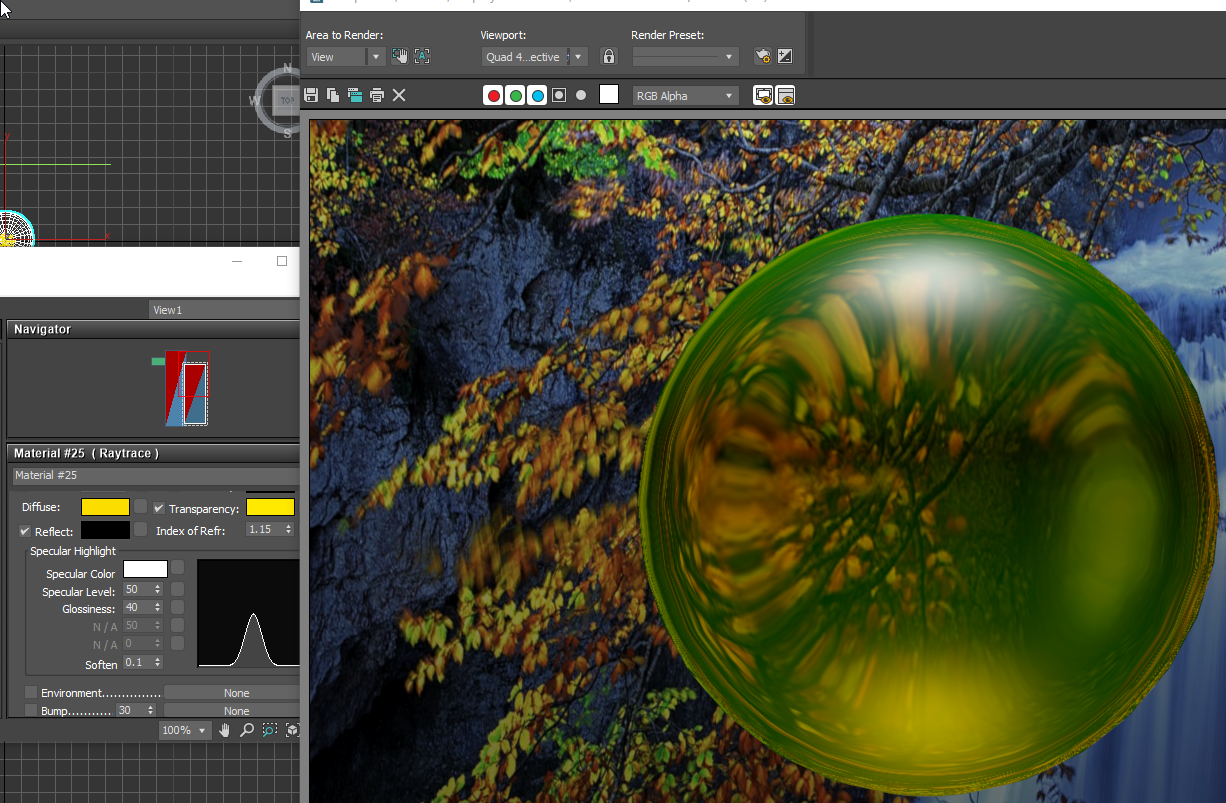 Area to Render:
Viewport:
Render Preset:
View
Quad 4...ective
N
W
TOP
S
RGB Alpha
y
x
View1
Navigator
Material #25 ( Raytrace )
Material #25
Diffuse:
Transparency:
Reflect:
Index of Refr:
1.15
Specular Highlight
Specular Color
Specular Level:
50
Glossiness:
40
N / A
50
N / A
0
Soften
0.1
Environment...............
None
Bump...........
30
None
100%